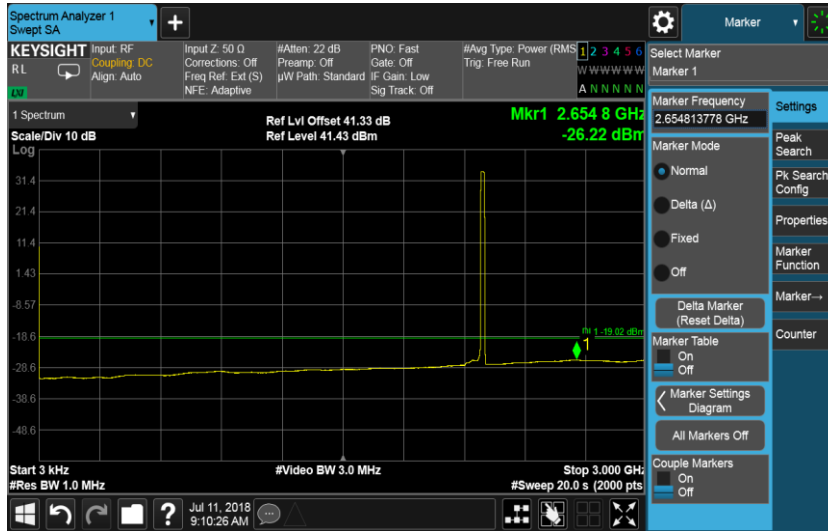 Spectrum Analyzer 1
Swept SA
+
Marker
KEYSIGHT
RL
LXI
Input: RF
Coupling: DC
Align: Auto
Input Z: 50 Ω
Corrections: Off
Freq Ref: Ext (S)
NFE: Adaptive
#Atten: 22 dB
Preamp: Off
µW Path: Standard
PNO: Fast
Gate: Off
IF Gain: Low
Sig Track: Off
#Avg Type: Power (RMS
Trig: Free Run
1 2 3 4 5 6
W W W W W W
A N N N N N
Select Marker
Marker 1
1 Spectrum
Scale/Div 10 dB
Log
Ref Lvl Offset 41.33 dB
Ref Level 41.43 dBm
Mkr1 2.654 8 GHz
-26.22 dBm
31.4
21.4
11.4
1.43
-8.57
-18.6
-28.6
-38.6
-48.6
1 -19.02 dBm
1
Start 3 kHz
#Res BW 1.0 MHz
#Video BW 3.0 MHz
Stop 3.000 GHz
#Sweep 20.0 s (2000 pts
Marker Frequency
2.654813778 GHz
Marker Mode
Normal
Delta (Δ)
Fixed
Off
Delta Marker
(Reset Delta)
Marker Table
On
Off
Marker Settings
Diagram
All Markers Off
Couple Markers
On
Off
Settings
Peak
Search
Pk Search
Config
Properties
Marker
Function
Marker→
Counter
?
Jul 11, 2018
9:10:26 AM